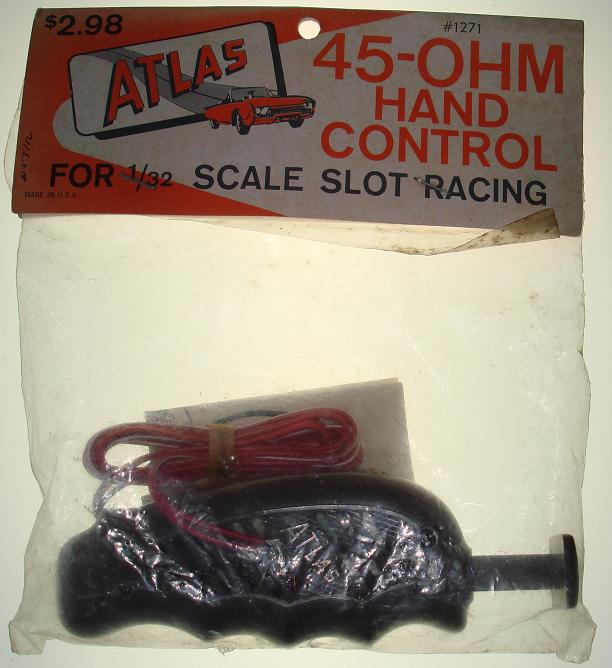 $2.98
#1271
ATLAS
45-OHM
HAND
CONTROL
FOR 1/32 SCALE SLOT RACING
MADE IN U.S.A.
ATLAS